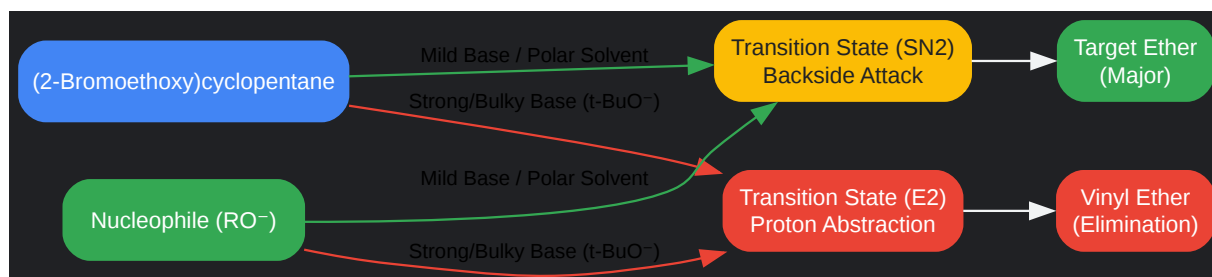 (2-Bromoethoxy)cyclopentane
Mild Base / Polar Solvent
Strong/Bulky Base (t-BuO⁻)
Transition State (SN2)
Backside Attack
Target Ether
(Major)
Nucleophile (RO⁻)
Mild Base / Polar Solvent
Strong/Bulky Base (t-BuO⁻)
Transition State (E2)
Proton Abstraction
Vinyl Ether
(Elimination)